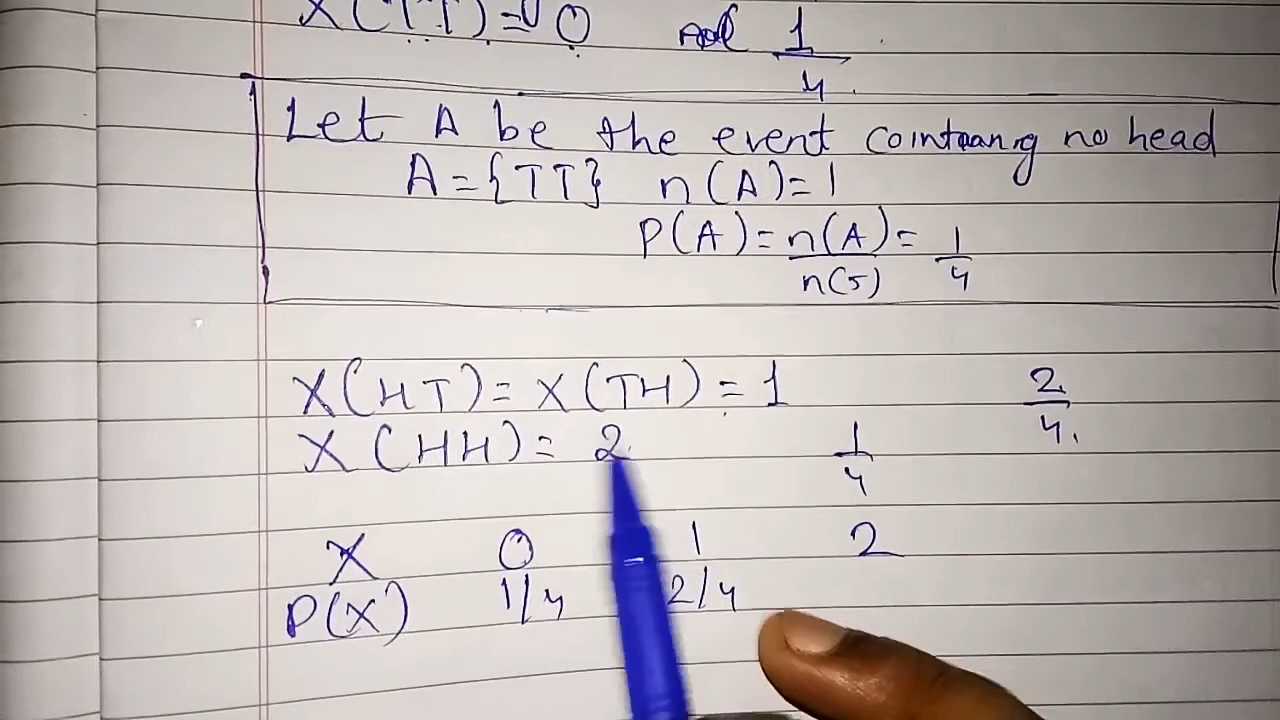 X(TT)=0 1/4
Let A be the event cointaang no head
A={TT} n(A)=1
P(A)=n(A)/n(s)=1/4
X(HT)=X(TH)=1 2/4.
X(HH)=2 1/4
X 0 1 2
P(X) 1/4 2/4